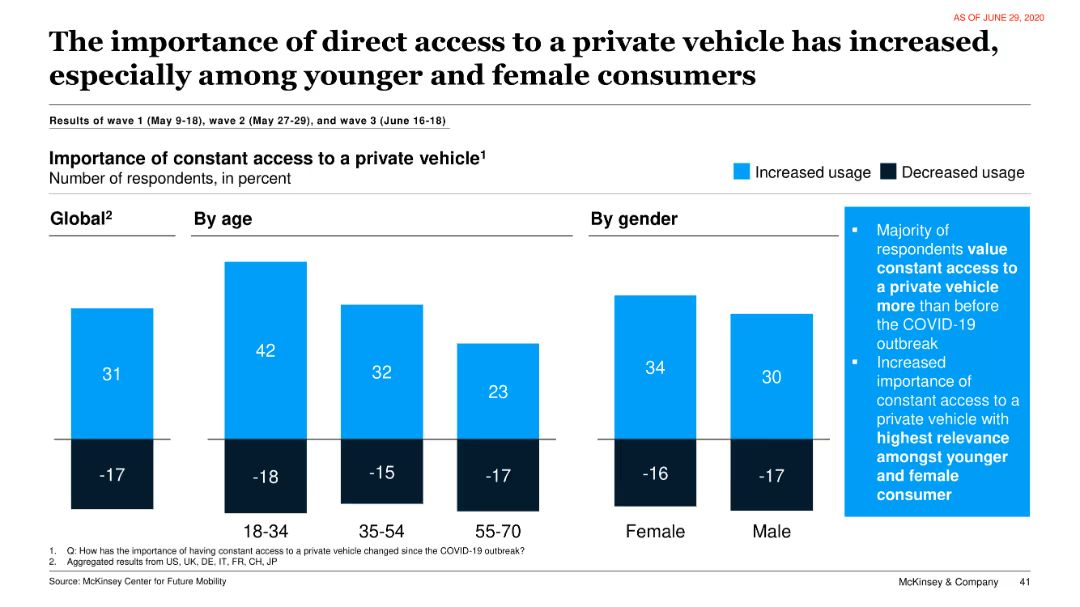 AS OF JUNE 29, 2020
The importance of direct access to a private vehicle has increased,
especially among younger and female consumers
Results of wave 1 (May 9-18), wave 2 (May 27-29), and wave 3 (June 16-18)
Importance of constant access to a private vehicle1
Number of respondents, in percent
Increased usage
Decreased usage
Global2
By age
By gender
31
42
32
23
34
30
-17
-18
-15
-17
-16
-17
18-34
35-54
55-70
Female
Male
▪ Majority of
respondents value
constant access to
a private vehicle
more than before
the COVID-19
outbreak
▪ Increased
importance of
constant access to a
private vehicle with
highest relevance
amongst younger
and female
consumer
1. Q: How has the importance of having constant access to a private vehicle changed since the COVID-19 outbreak?
2. Aggregated results from US, UK, DE, IT, FR, CH, JP
Source: McKinsey Center for Future Mobility
McKinsey & Company 41